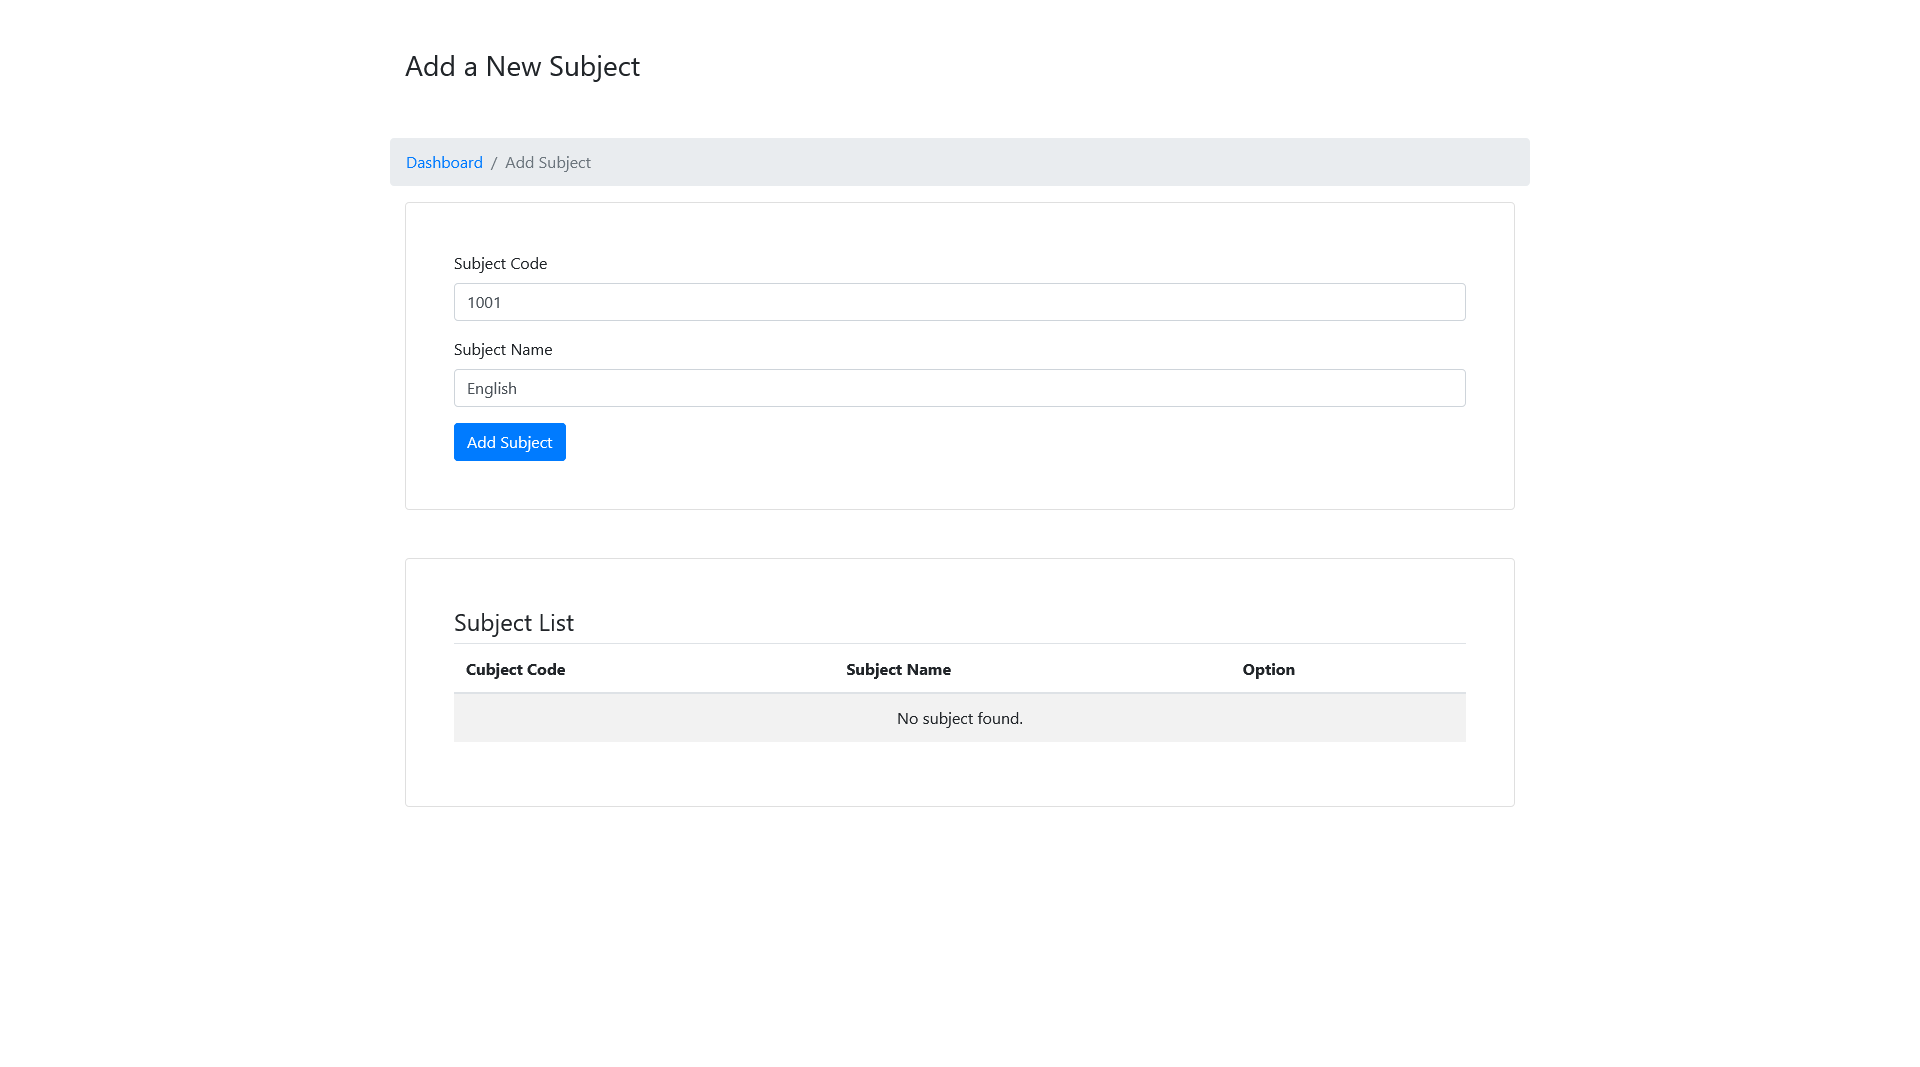 Add a New Subject
Dashboard / Add Subject
Subject Code
1001
Subject Name
English
Add Subject
Subject List
Cubject Code Subject Name Option
No subject found.